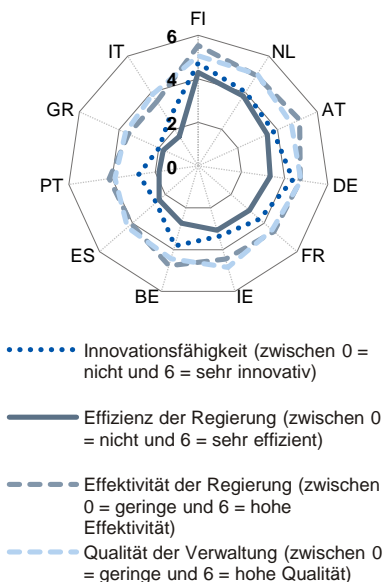 FI
6
IT
NL
4
GR
AT
2
0
PT
DE
ES
FR
BE
IE
Innovationsfähigkeit (zwischen 0 =
nicht und 6 = sehr innovativ)
Effizienz der Regierung (zwischen 0
= nicht und 6 = sehr effizient)
Effektivität der Regierung (zwischen
0 = geringe und 6 = hohe
Effektivität)
Qualität der Verwaltung (zwischen 0
= geringe und 6 = hohe Qualität)